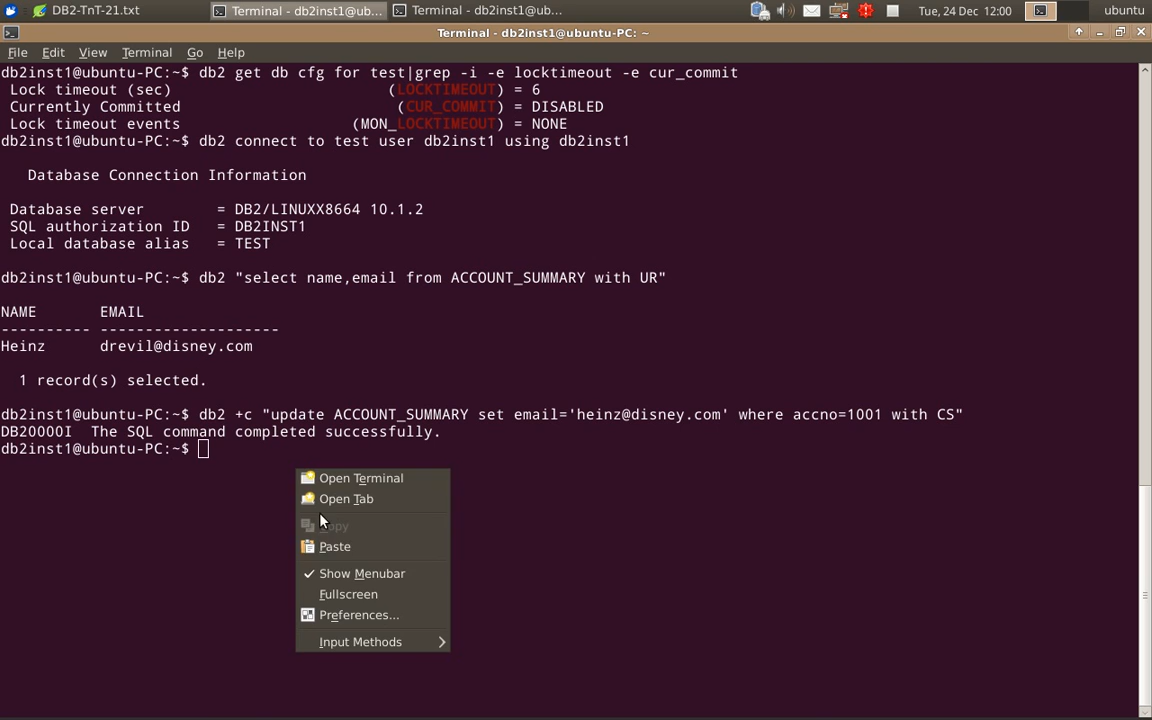 DB2-TnT-21.txt
Terminal - db2inst1@ub...
Terminal - db2inst1@ub...
Tue, 24 Dec 12:00
ubuntu
Terminal - db2inst1@ubuntu-PC: ~
File Edit View Terminal Go Help
db2inst1@ubuntu-PC:~$ db2 get db cfg for test|grep -i -e locktimeout -e cur_commit
Lock timeout (sec) (LOCKTIMEOUT) = 6
Currently Committed (CUR_COMMIT) = DISABLED
Lock timeout events (MON_LOCKTIMEOUT) = NONE
db2inst1@ubuntu-PC:~$ db2 connect to test user db2inst1 using db2inst1
Database Connection Information
Database server = DB2/LINUXX8664 10.1.2
SQL authorization ID = DB2INST1
Local database alias = TEST
db2inst1@ubuntu-PC:~$ db2 "select name,email from ACCOUNT_SUMMARY with UR"
NAME EMAIL
---------- --------------------
Heinz drevil@disney.com
1 record(s) selected.
db2inst1@ubuntu-PC:~$ db2 +c "update ACCOUNT_SUMMARY set email='heinz@disney.com' where accno=1001 with CS"
DB20000I The SQL command completed successfully.
db2inst1@ubuntu-PC:~$
Open Terminal
Open Tab
Copy
Paste
Show Menubar
Fullscreen
Preferences...
Input Methods